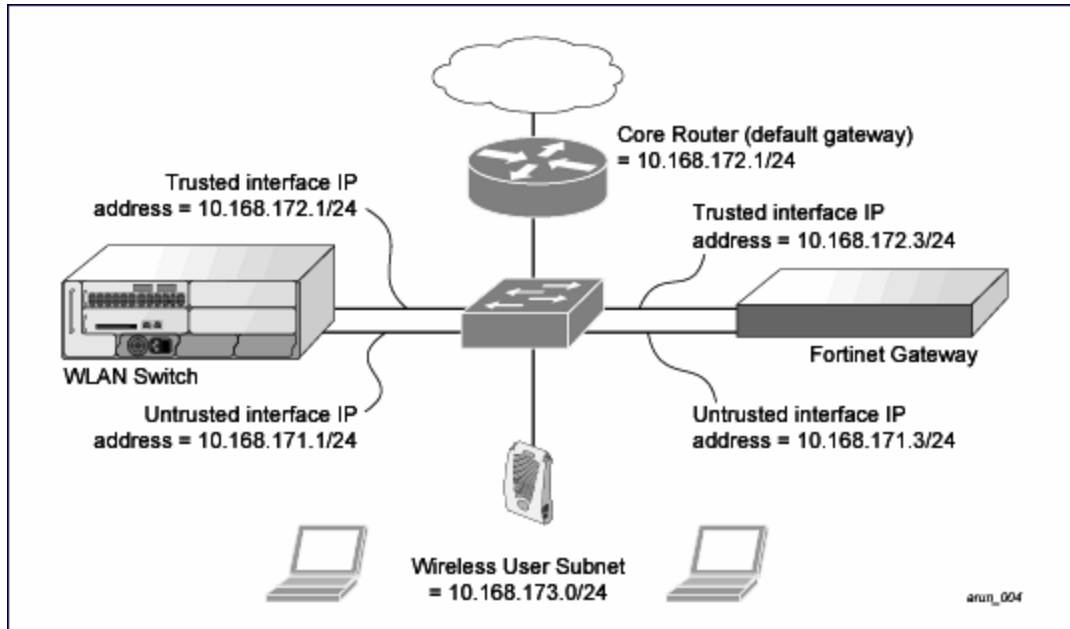 Core Router (default gateway)
= 10.168.172.1/24
Trusted interface IP
address = 10.168.172.1/24
Trusted interface IP
address = 10.168.172.3/24
WLAN Switch
Fortinet Gateway
Untrusted interface IP
address = 10.168.171.1/24
Untrusted interface IP
address = 10.168.171.3/24
Wireless User Subnet
= 10.168.173.0/24
arun_004